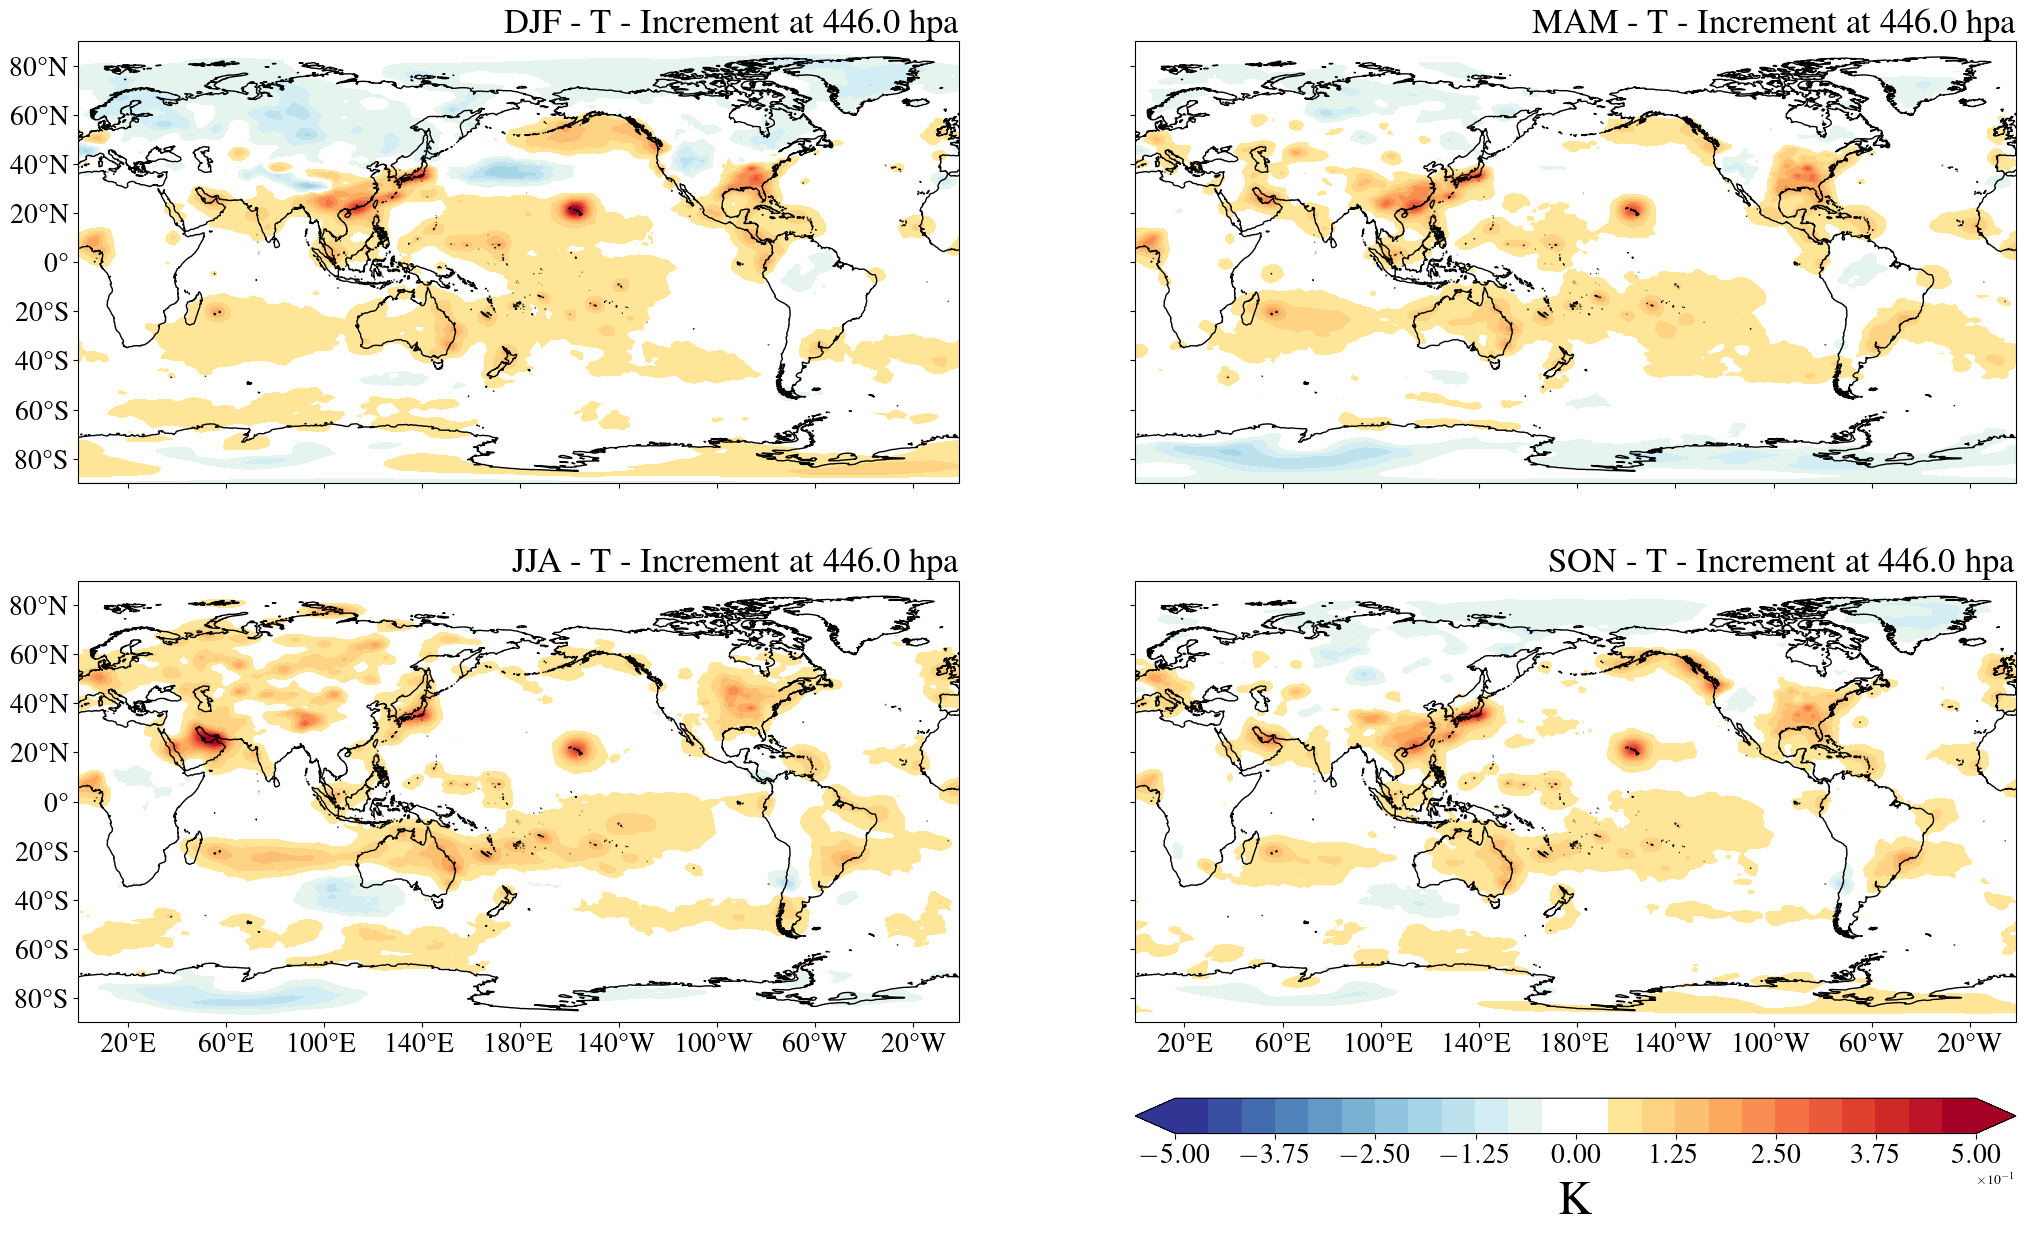 DJF - T - Increment at 446.0 hpa
MAM - T - Increment at 446.0 hpa
80°N
60°N
40°N
20°N
0°
20°S
40°S
60°S
80°S
JJA - T - Increment at 446.0 hpa
SON - T - Increment at 446.0 hpa
80°N
60°N
40°N
20°N
0°
20°S
40°S
60°S
80°S
20°E 60°E 100°E 140°E 180°E 140°W 100°W 60°W 20°W
20°E 60°E 100°E 140°E 180°E 140°W 100°W 60°W 20°W
−5.00 −3.75 −2.50 −1.25 0.00 1.25 2.50 3.75 5.00
×10⁻¹
K